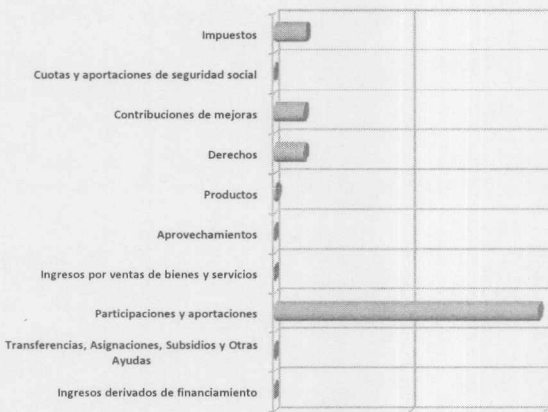 Impuestos
Cuotas y aportaciones de seguridad social
Contribuciones de mejoras
Derechos
Productos
Aprovechamientos
Ingresos por ventas de bienes y servicios
Participaciones y aportaciones
Transferencias, Asignaciones, Subsidios y Otras
Ayudas
Ingresos derivados de financiamiento